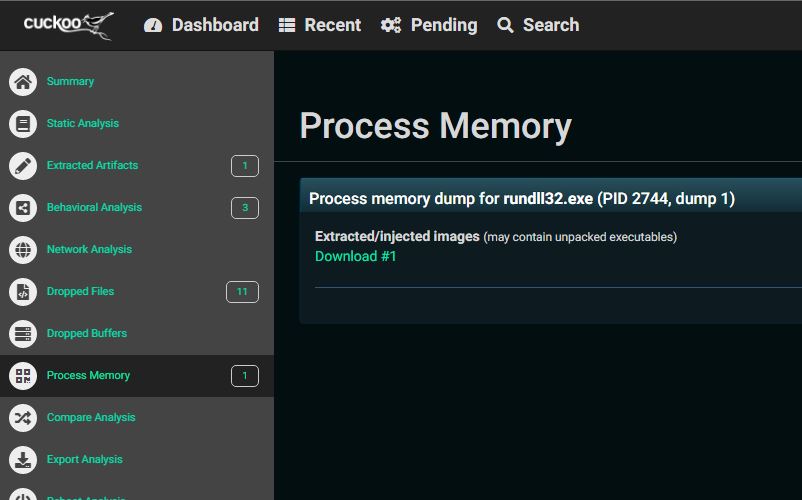 cuckoo Dashboard Recent Pending Search
Summary
Static Analysis
Extracted Artifacts 1
Behavioral Analysis 3
Network Analysis
Dropped Files 11
Dropped Buffers
Process Memory 1
Compare Analysis
Export Analysis
Reboot Analysis
Process Memory
Process memory dump for rundll32.exe (PID 2744, dump 1)
Extracted/injected images (may contain unpacked executables)
Download #1